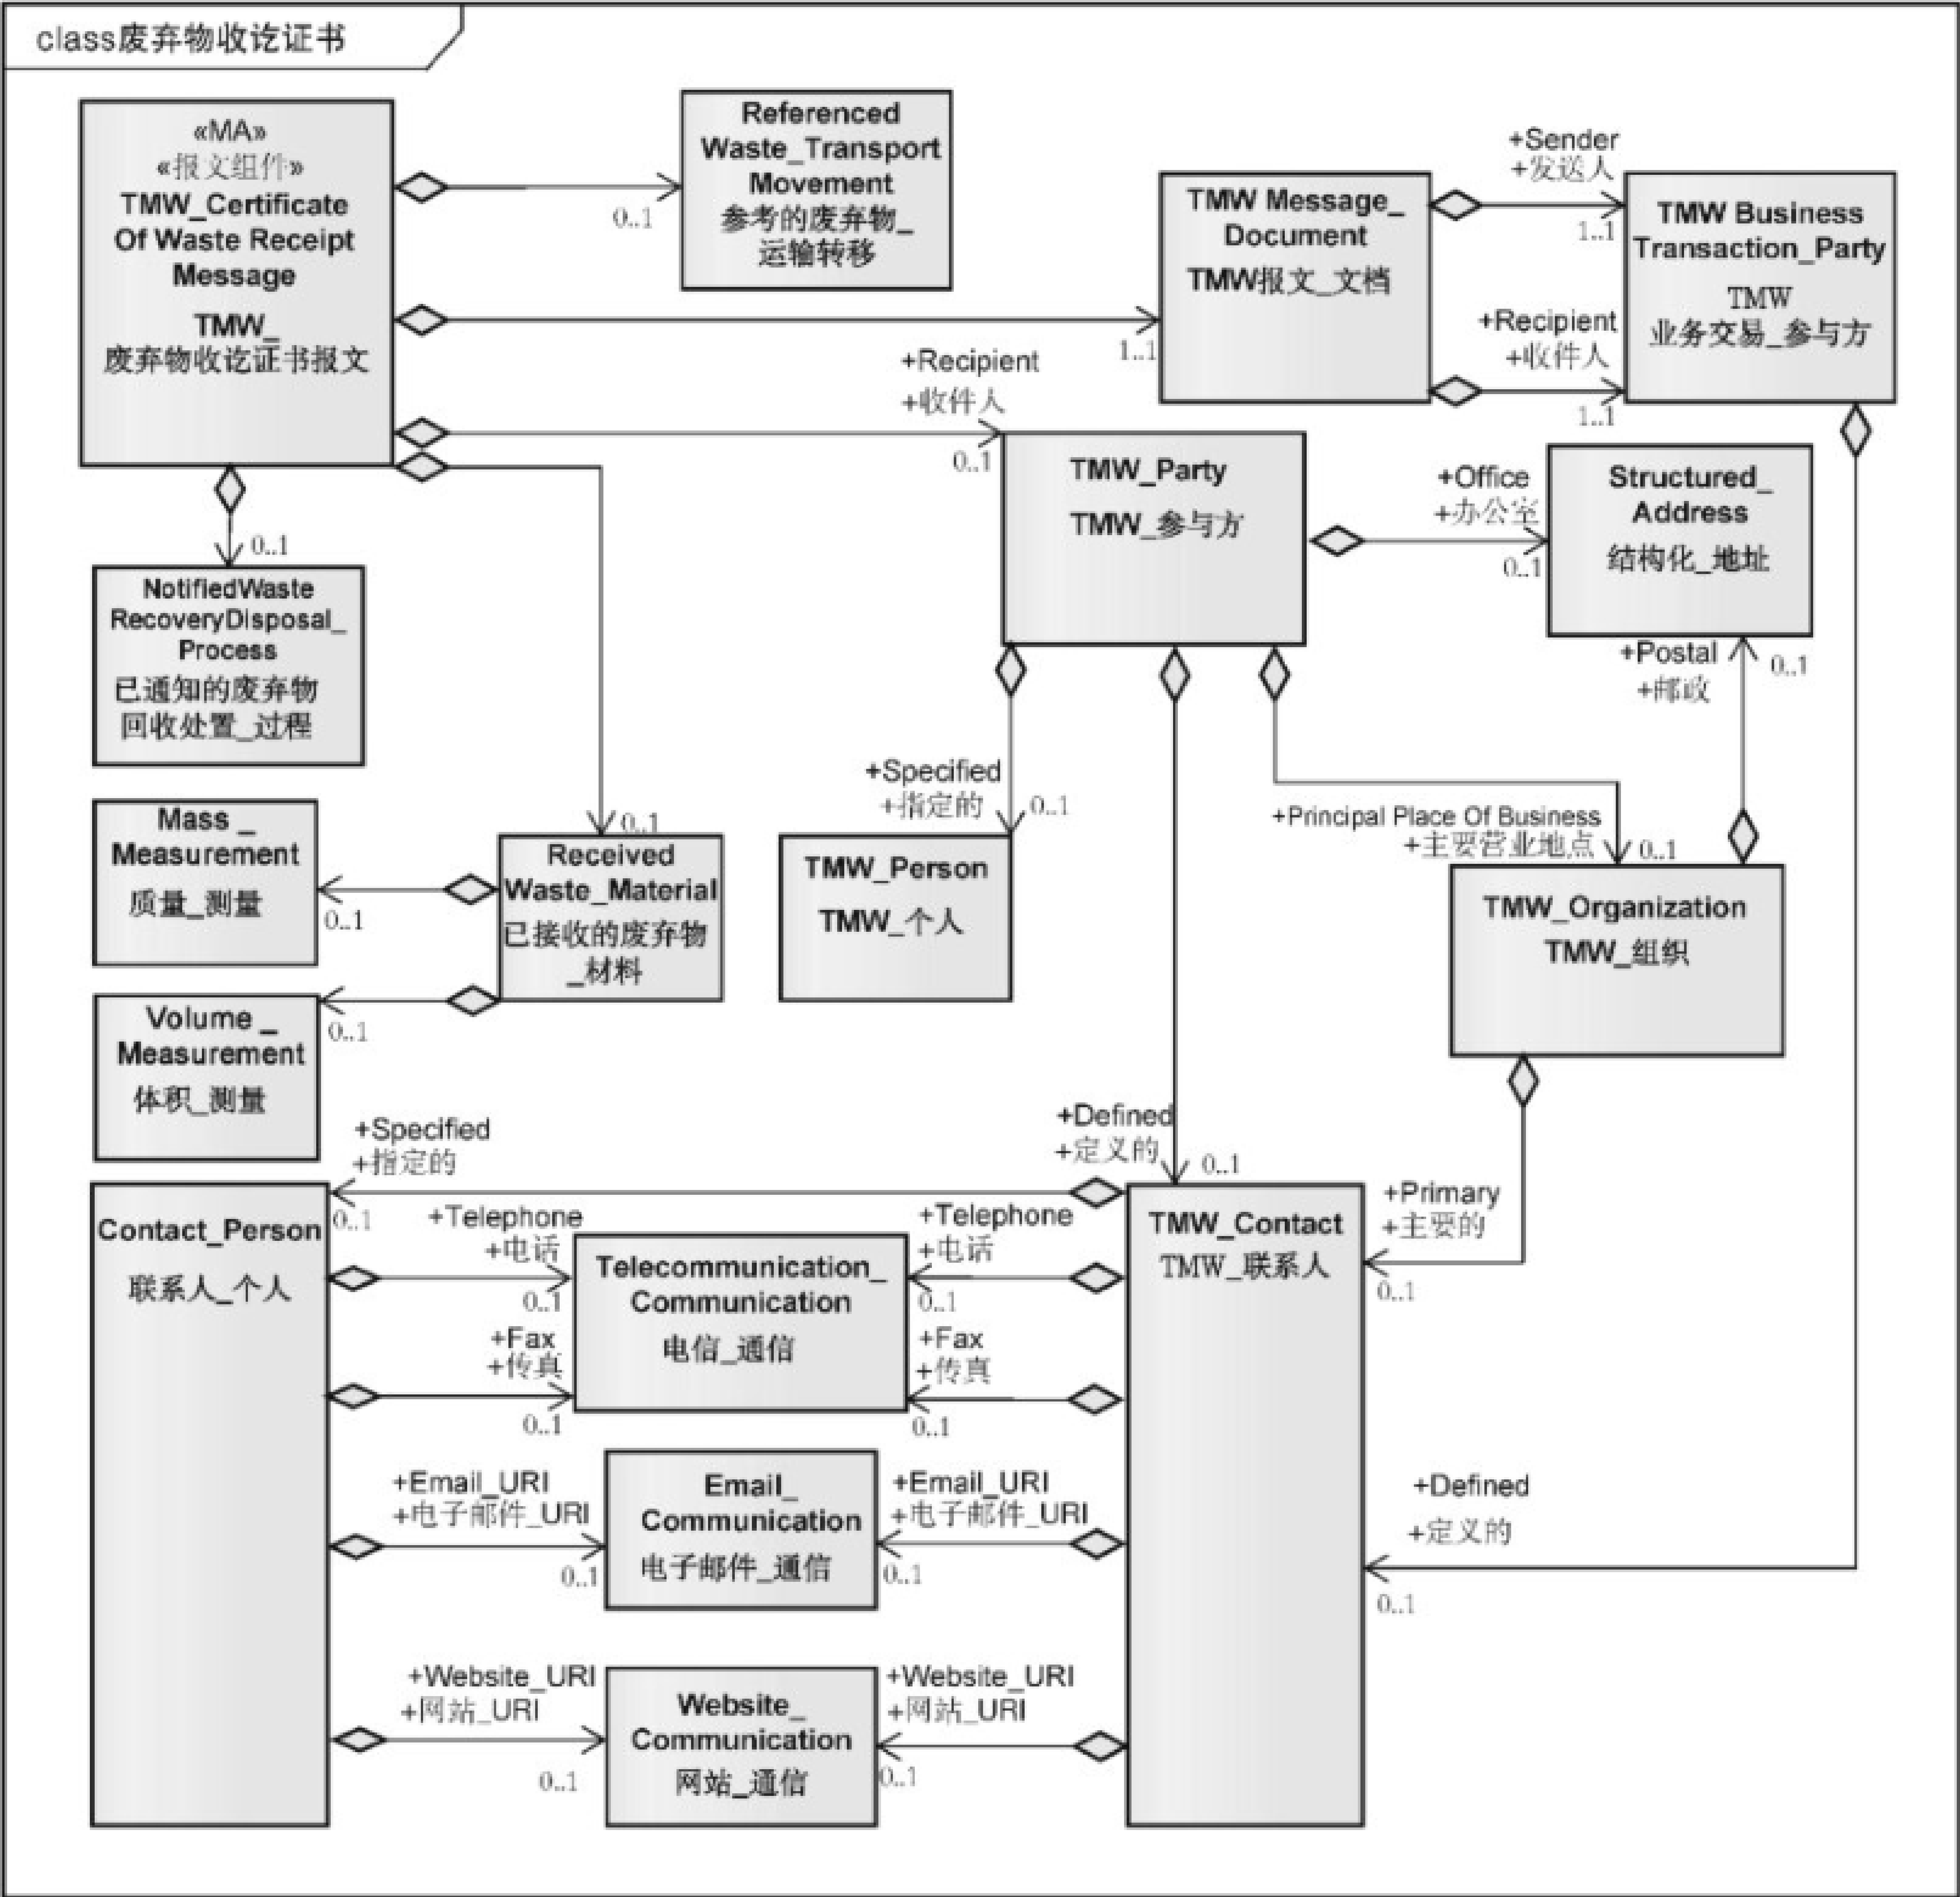 class废弃物收讫证书
«MA»
«报文组件»
TMW_Certificate
Of Waste Receipt
Message
TMW_
废弃物收讫证书报文
Referenced
Waste_Transport
Movement
参考的废弃物_
运输转移
0..1
TMW Message_
Document
TMW报文_文档
1..1
+Sender
+发送人
1..1
+Recipient
+收件人
1..1
TMW Business
Transaction_Party
TMW
业务交易_参与方
+Recipient
+收件人
0..1
TMW_Party
TMW_参与方
+Office
+办公室
0..1
Structured_
Address
结构化_地址
+Postal
+邮政
0..1
0..1
NotifiedWaste
RecoveryDisposal_
Process
已通知的废弃物
回收处置_过程
0..1
Received
Waste_Material
已接收的废弃物
_材料
Mass _
Measurement
质量_测量
0..1
Volume _
Measurement
体积_测量
0..1
+Specified
+指定的
0..1
TMW_Person
TMW_个人
+Principal Place Of Business
+主要营业地点
0..1
TMW_Organization
TMW_组织
+Defined
+定义的
0..1
+Primary
+主要的
0..1
+Specified
+指定的
0..1
Contact_Person
联系人_个人
+Telephone
+电话
0..1
+Fax
+传真
0..1
Telecommunication_
Communication
电信_通信
+Telephone
+电话
0..1
+Fax
+传真
0..1
TMW_Contact
TMW_联系人
+Email_URI
+电子邮件_URI
0..1
Email_
Communication
电子邮件_通信
+Email_URI
+电子邮件_URI
0..1
+Defined
+定义的
0..1
+Website_URI
+网站_URI
0..1
Website_
Communication
网站_通信
+Website_URI
+网站_URI
0..1